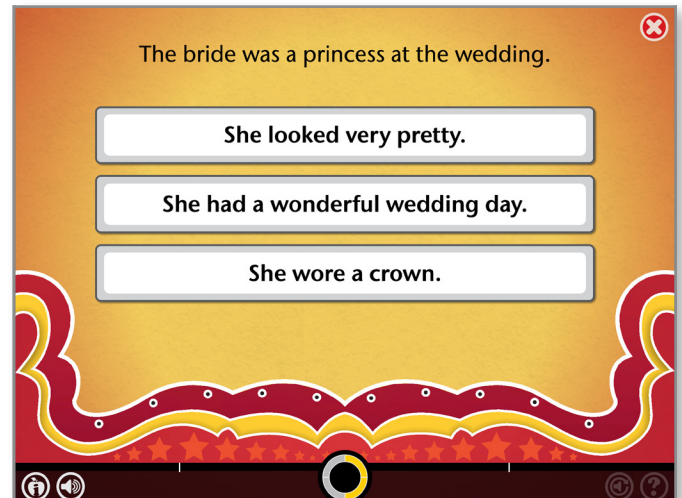 The bride was a princess at the wedding.
She looked very pretty.
She had a wonderful wedding day.
She wore a crown.